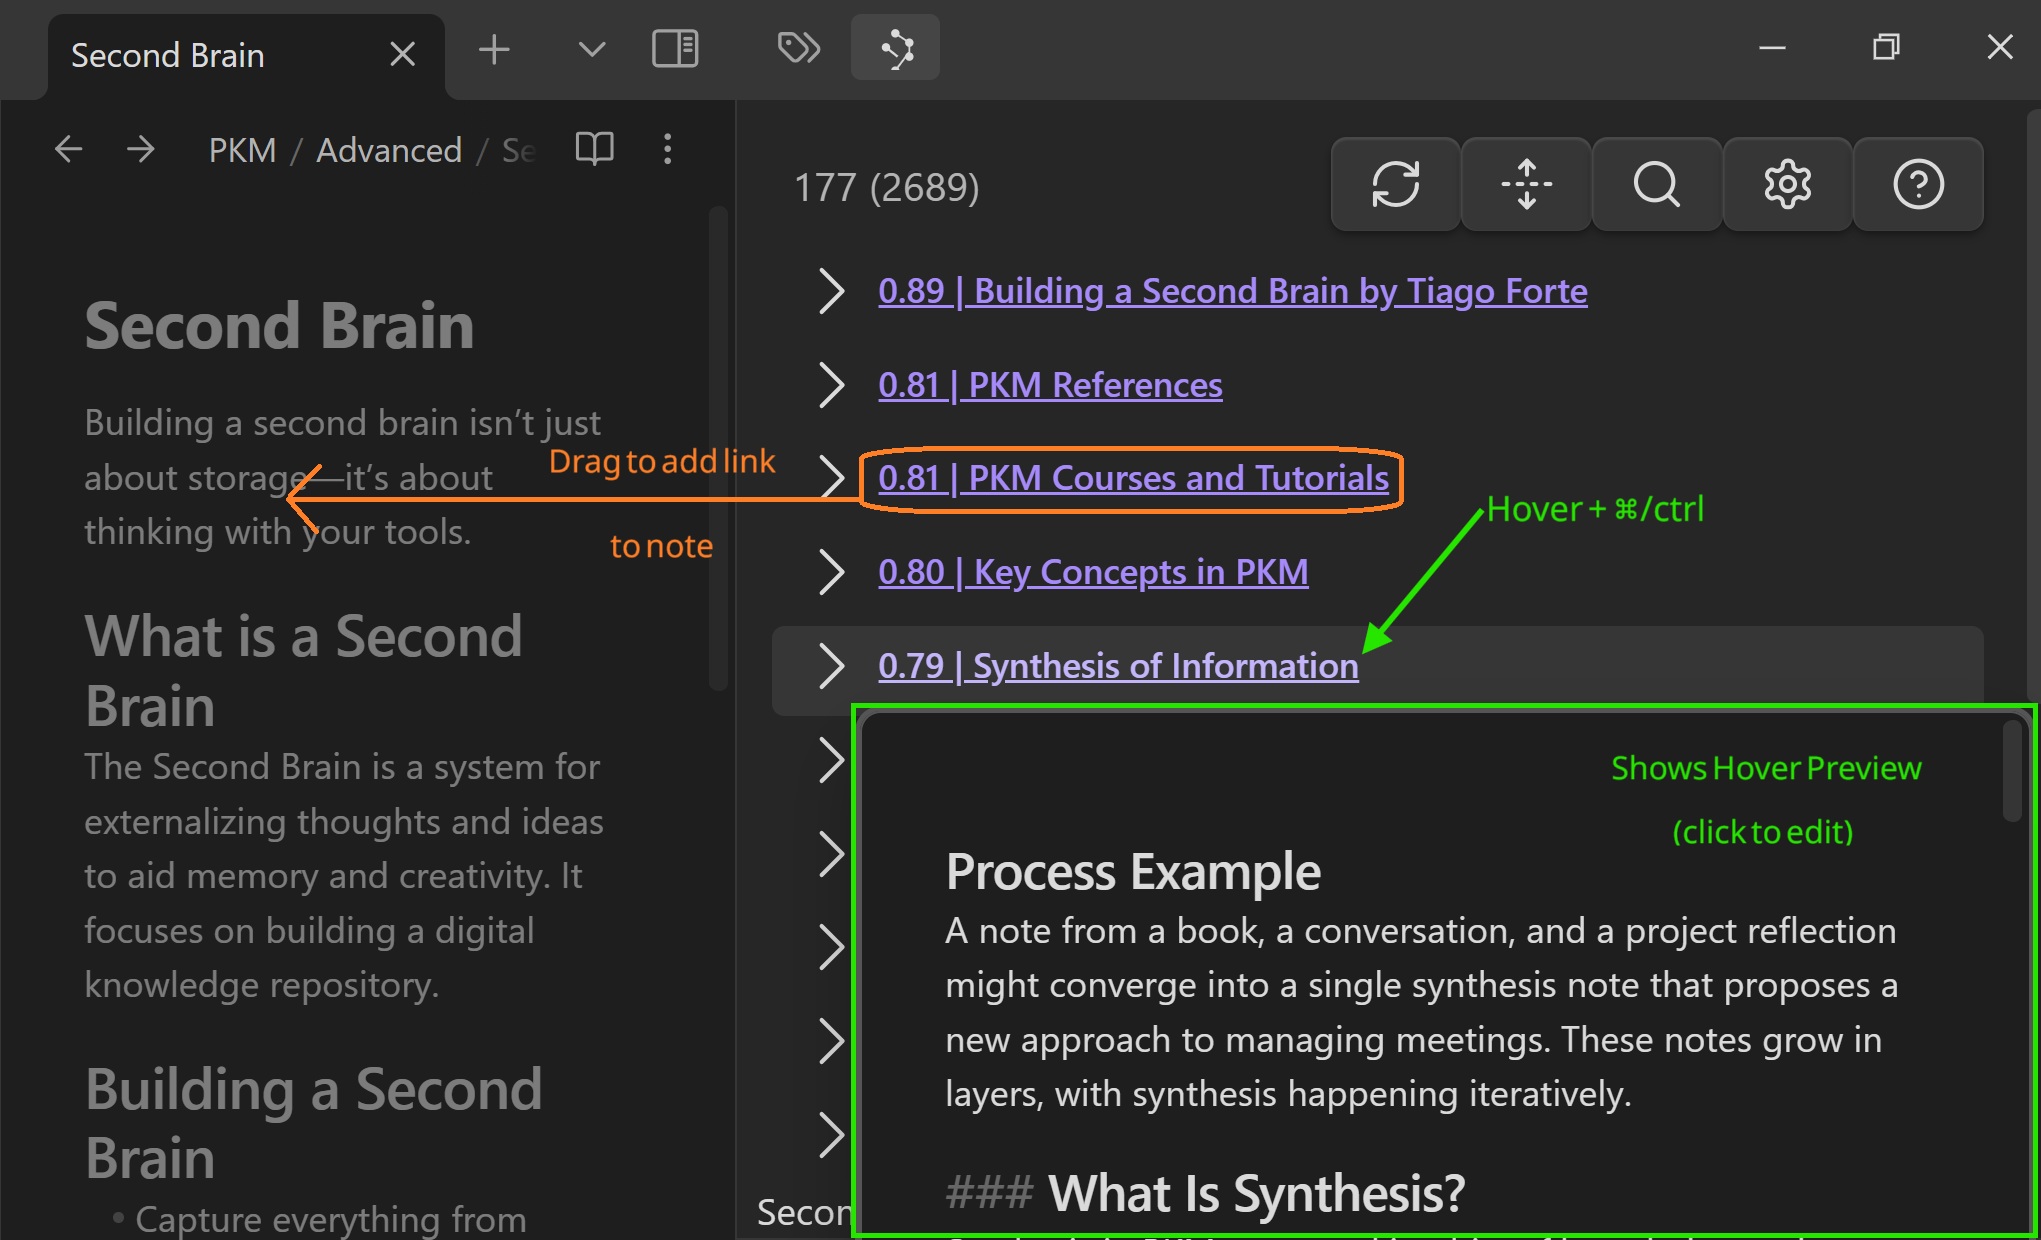 Second Brain
PKM / Advanced / Se
Second Brain
Building a second brain isn’t just
about storage—it’s about
thinking with your tools.
What is a Second
Brain
The Second Brain is a system for
externalizing thoughts and ideas
to aid memory and creativity. It
focuses on building a digital
knowledge repository.
Building a Second
Brain
• Capture everything from
Drag to add link
to note
177 (2689)
0.89 | Building a Second Brain by Tiago Forte
0.81 | PKM References
0.81 | PKM Courses and Tutorials
Hover + ⌘/ctrl
0.80 | Key Concepts in PKM
0.79 | Synthesis of Information
Shows Hover Preview
(click to edit)
Process Example
A note from a book, a conversation, and a project reflection
might converge into a single synthesis note that proposes a
new approach to managing meetings. These notes grow in
layers, with synthesis happening iteratively.
### What Is Synthesis?
Secon